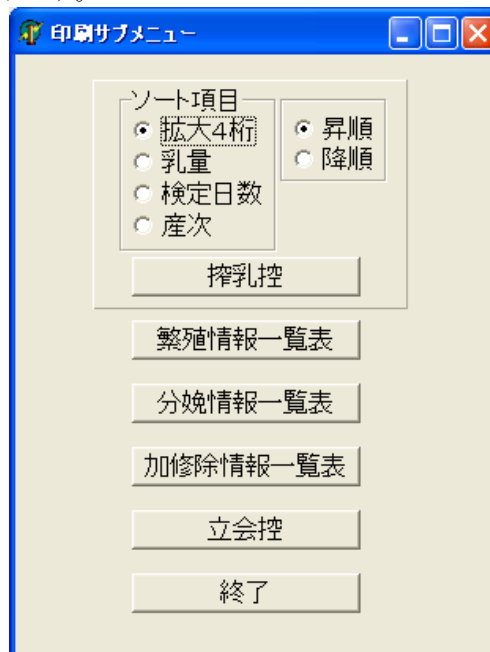 印刷サブメニュー
ソート項目
拡大4桁
乳量
検定日数
産次
昇順
降順
搾乳控
繁殖情報一覧表
分娩情報一覧表
加修除情報一覧表
立会控
終了